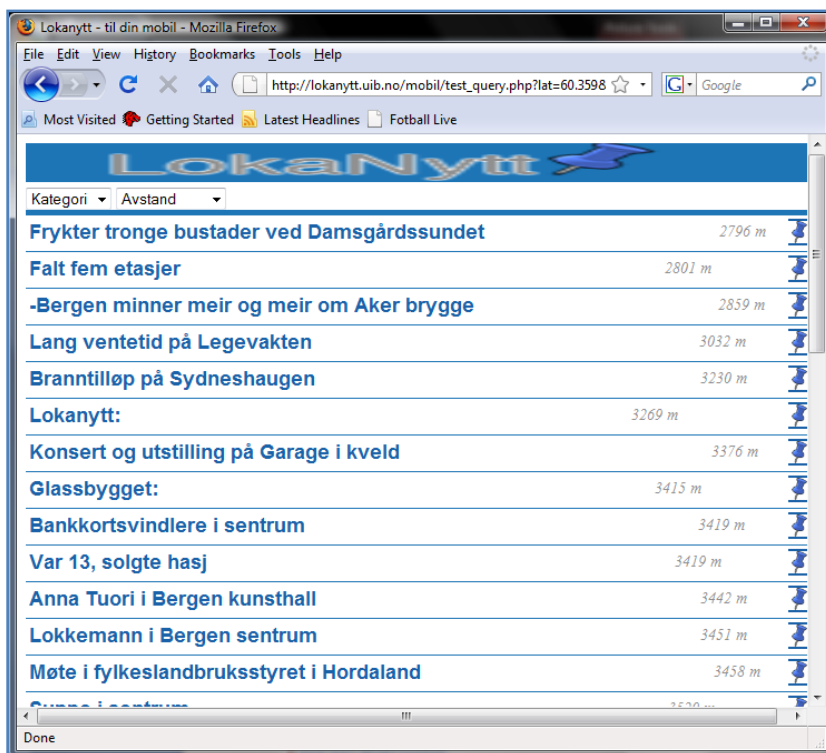 Lokanytt - til din mobil - Mozilla Firefox
File Edit View History Bookmarks Tools Help
http://lokanytt.uib.no/mobil/test_query.php?lat=60.3598 G Google
Most Visited Getting Started Latest Headlines Fotball Live
LokaNytt
Kategori Avstand
Frykter tronge bustader ved Damsgårdssundet 2796 m
Falt fem etasjer 2801 m
-Bergen minner meir og meir om Aker brygge 2859 m
Lang ventetid på Legevakten 3032 m
Branntilløp på Sydneshaugen 3230 m
Lokanytt: 3269 m
Konsert og utstilling på Garage i kveld 3376 m
Glassbygget: 3415 m
Bankkortsvindlere i sentrum 3419 m
Var 13, solgte hasj 3419 m
Anna Tuori i Bergen kunsthall 3442 m
Lokkemann i Bergen sentrum 3451 m
Møte i fylkeslandbruksstyret i Hordaland 3458 m
i sentrum
Done